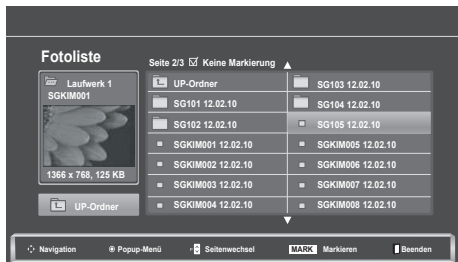 Fotoliste
Seite 2/3 ☑ Keine Markierung
Laufwerk 1
SGKIM001
1366 x 768, 125 KB
UP-Ordner
UP-Ordner
SG101 12.02.10
SG102 12.02.10
SGKIM001 12.02.10
SGKIM002 12.02.10
SGKIM003 12.02.10
SGKIM004 12.02.10
SG103 12.02.10
SG104 12.02.10
SG105 12.02.10
SGKIM005 12.02.10
SGKIM006 12.02.10
SGKIM007 12.02.10
SGKIM008 12.02.10
Navigation Popup-Menü Seitenwechsel MARK Markieren Beenden